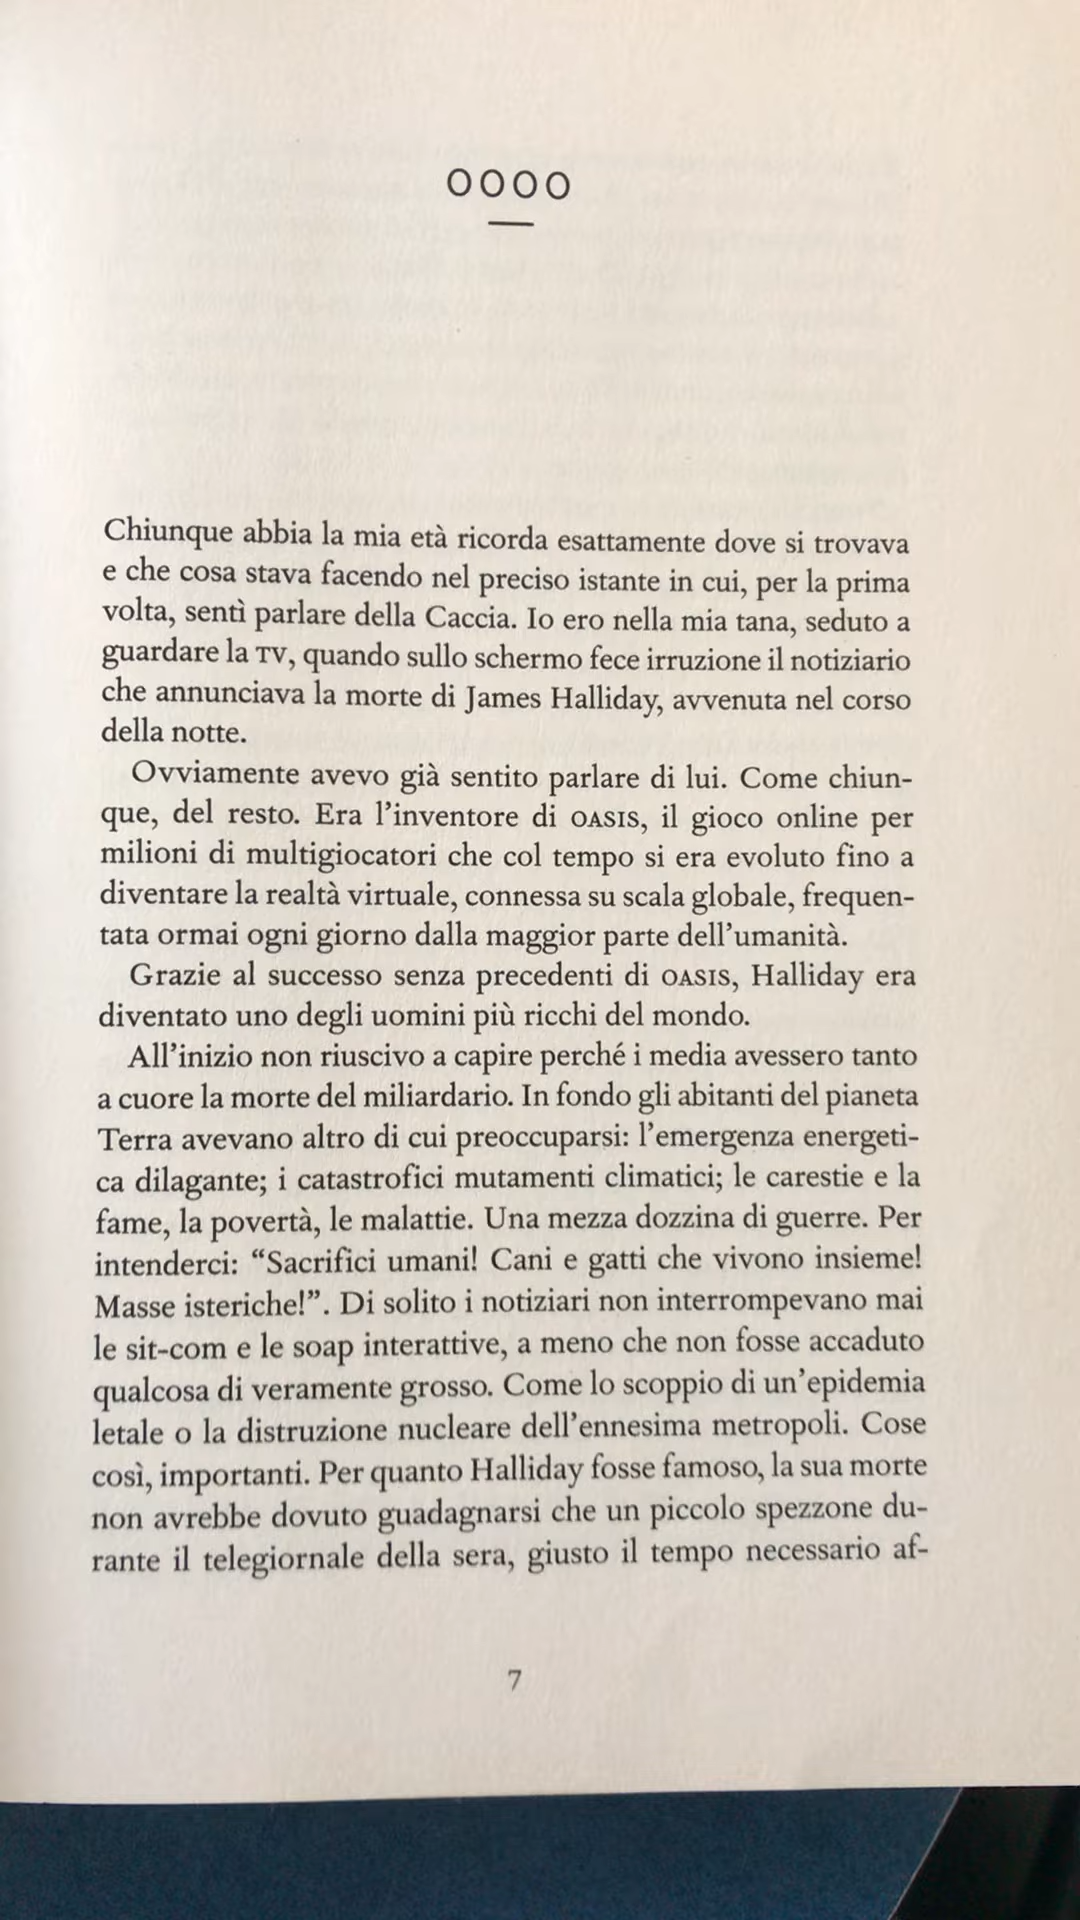 0000
Chiunque abbia la mia età ricorda esattamente dove si trovava
e che cosa stava facendo nel preciso istante in cui, per la prima
volta, sentì parlare della Caccia. Io ero nella mia tana, seduto a
guardare la TV, quando sullo schermo fece irruzione il notiziario
che annunciava la morte di James Halliday, avvenuta nel corso
della notte.
Ovviamente avevo già sentito parlare di lui. Come chiun-
que, del resto. Era l’inventore di OASIS, il gioco online per
milioni di multigiocatori che col tempo si era evoluto fino a
diventare la realtà virtuale, connessa su scala globale, frequen-
tata ormai ogni giorno dalla maggior parte dell’umanità.
Grazie al successo senza precedenti di OASIS, Halliday era
diventato uno degli uomini più ricchi del mondo.
All’inizio non riuscivo a capire perché i media avessero tanto
a cuore la morte del miliardario. In fondo gli abitanti del pianeta
Terra avevano altro di cui preoccuparsi: l’emergenza energeti-
ca dilagante; i catastrofici mutamenti climatici; le carestie e la
fame, la povertà, le malattie. Una mezza dozzina di guerre. Per
intenderci: “Sacrifici umani! Cani e gatti che vivono insieme!
Masse isteriche!”. Di solito i notiziari non interrompevano mai
le sit-com e le soap interattive, a meno che non fosse accaduto
qualcosa di veramente grosso. Come lo scoppio di un’epidemia
letale o la distruzione nucleare dell’ennesima metropoli. Cose
così, importanti. Per quanto Halliday fosse famoso, la sua morte
non avrebbe dovuto guadagnarsi che un piccolo spezzone du-
rante il telegiornale della sera, giusto il tempo necessario af-
7